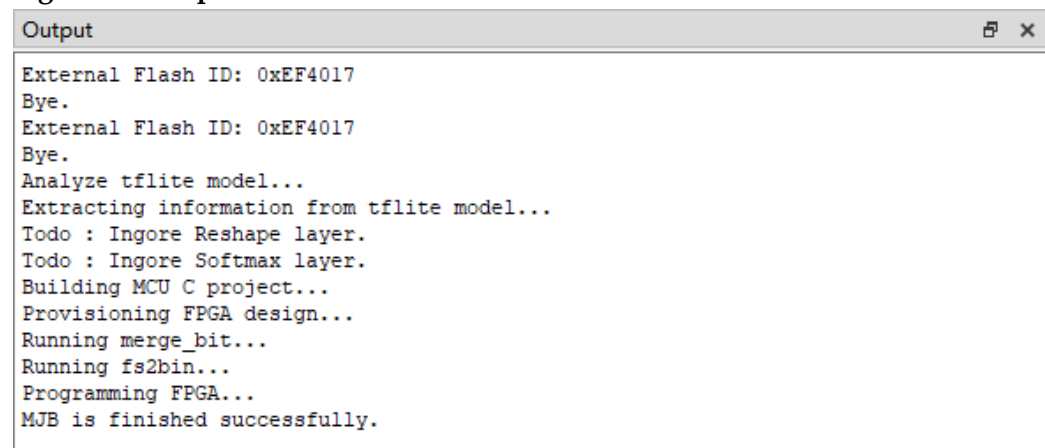 Output
External Flash ID: 0xEF4017
Bye.
External Flash ID: 0xEF4017
Bye.
Analyze tflite model...
Extracting information from tflite model...
Todo : Ingore Reshape layer.
Todo : Ingore Softmax layer.
Building MCU C project...
Provisioning FPGA design...
Running merge_bit...
Running fs2bin...
Programming FPGA...
MJB is finished successfully.